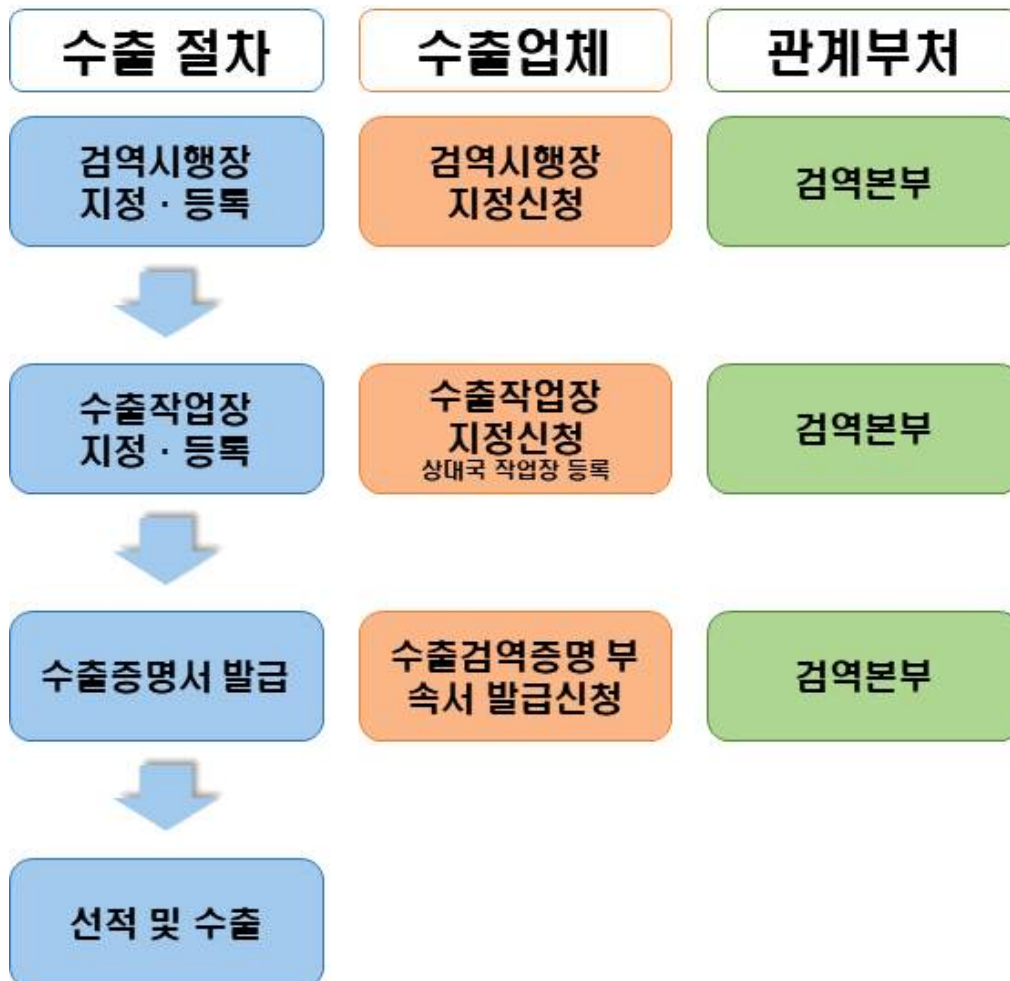 수출 절차
수출업체
관계부처
검역시행장
지정 · 등록
검역시행장
지정신청
검역본부
수출작업장
지정 · 등록
수출작업장
지정신청
상대국 작업장 등록
검역본부
수출증명서 발급
수출검역증명 부
속서 발급신청
검역본부
선적 및 수출